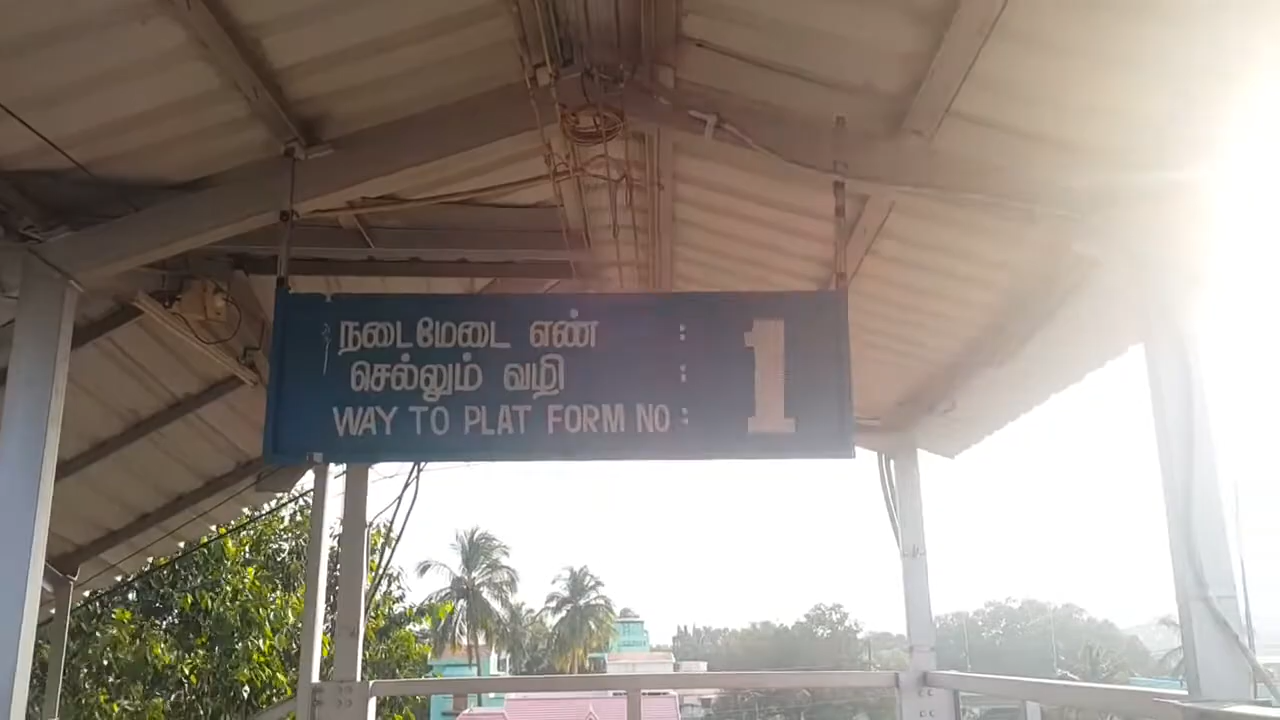 நடைமேடை எண் :
செல்லும் வழி : 1
WAY TO PLAT FORM NO :